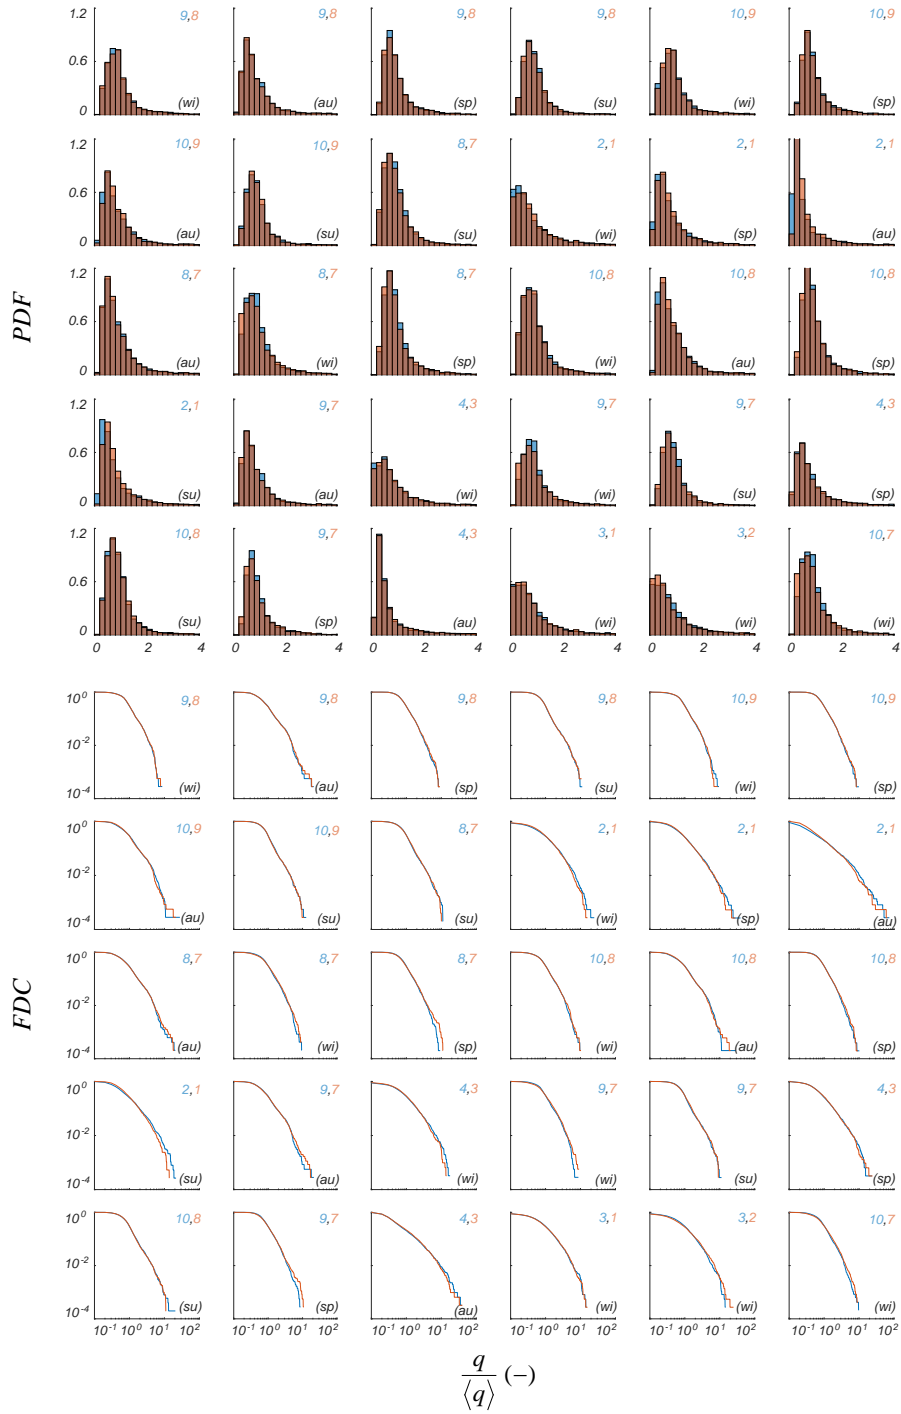 1.2 9,8 9,8 9,8 9,8 10,9 10,9
0.6
0 (wi) (au) (sp) (su) (wi) (sp)
1.2 10,9 10,9 8,7 2,1 2,1 2,1
0.6
0 (au) (su) (su) (wi) (sp) (au)
PDF
1.2 8,7 8,7 8,7 10,8 10,8 10,8
0.6
0 (au) (wi) (sp) (wi) (au) (sp)
1.2 2,1 9,7 4,3 9,7 9,7 4,3
0.6
0 (su) (au) (wi) (wi) (su) (sp)
1.2 10,8 9,7 4,3 3,1 3,2 10,7
0.6
0 (su) (sp) (au) (wi) (wi) (wi)
0 2 4 0 2 4 0 2 4 0 2 4 0 2 4 0 2 4
10^0 9,8 9,8 9,8 9,8 10,9 10,9
10^-2
10^-4 (wi) (au) (sp) (su) (wi) (sp)
10^0 10,9 10,9 8,7 2,1 2,1 2,1
10^-2
10^-4 (au) (su) (su) (wi) (sp) (au)
FDC
10^0 8,7 8,7 8,7 10,8 10,8 10,8
10^-2
10^-4 (au) (wi) (sp) (wi) (au) (sp)
10^0 2,1 9,7 4,3 9,7 9,7 4,3
10^-2
10^-4 (su) (au) (wi) (wi) (su) (sp)
10^0 10,8 9,7 4,3 3,1 3,2 10,7
10^-2
10^-4 (su) (sp) (au) (wi) (wi) (wi)
10^-1 10^0 10^1 10^2 10^-1 10^0 10^1 10^2 10^-1 10^0 10^1 10^2 10^-1 10^0 10^1 10^2 10^-1 10^0 10^1 10^2 10^-1 10^0 10^1 10^2
q
⟨q⟩ (−)